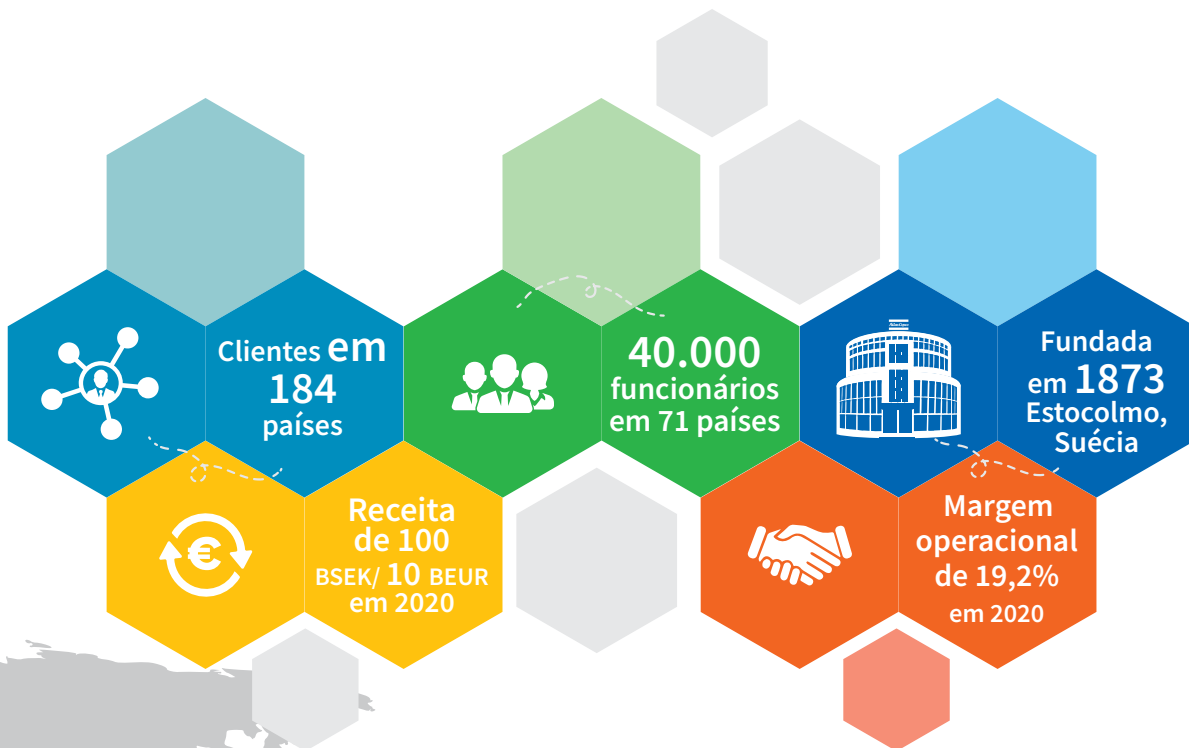 Clientes em
184
países
40.000
funcionários
em 71 países
Fundada
em 1873
Estocolmo,
Suécia
Receita
de 100
BSEK/ 10 BEUR
em 2020
€
Margem
operacional
de 19,2%
em 2020